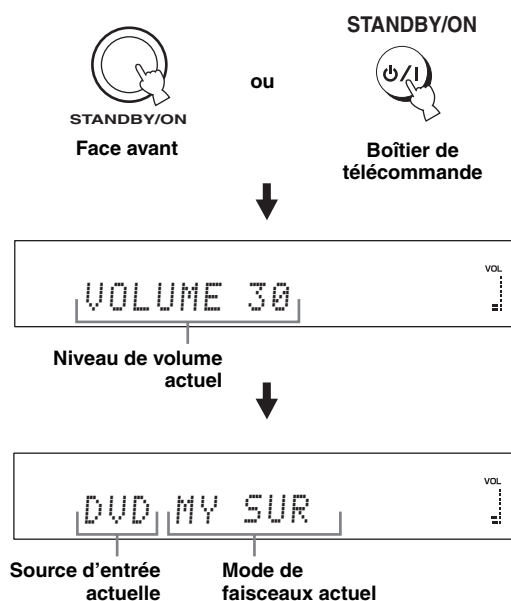 STANDBY/ON
ou
STANDBY/ON
Face avant
Boîtier de
télécommande
VOL
VOLUME 30
Niveau de volume
actuel
VOL
DVD MY SUR
Source d'entrée
actuelle
Mode de
faisceaux actuel